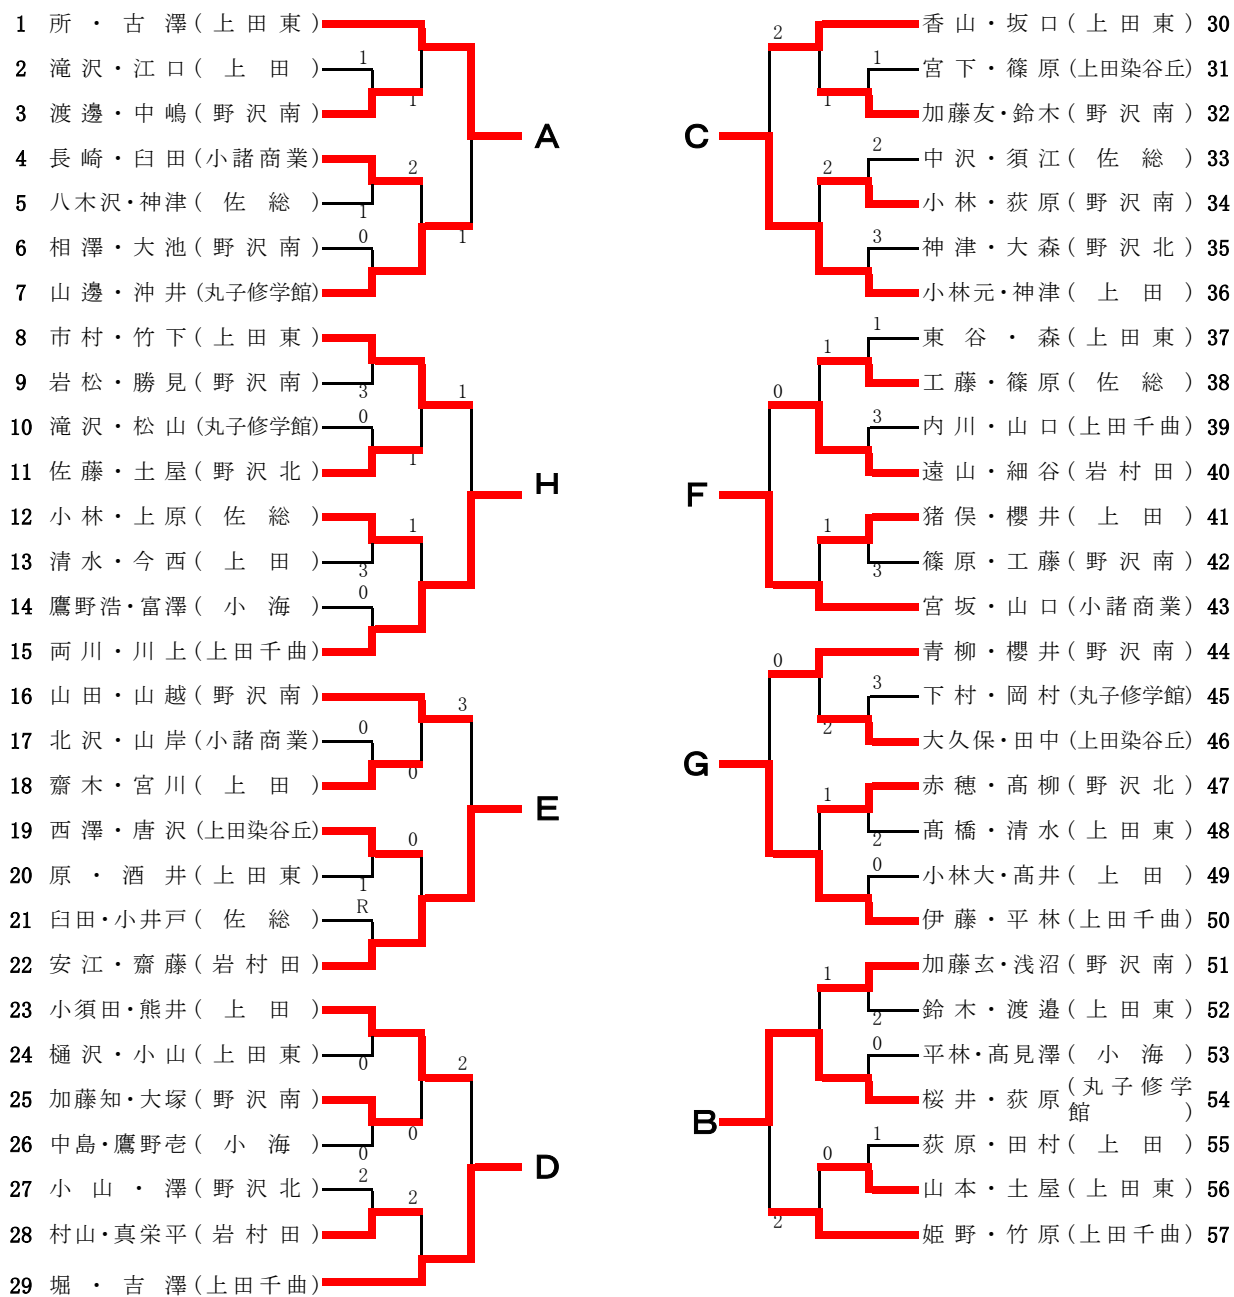 1 所・古澤(上田東)
1
2 滝沢・江口(上田)
1
3 渡邊・中嶋(野沢南)
A
4 長崎・臼田(小諸商業)
2
5 八木沢・神津(佐総)
1
0
1
6 相澤・大池(野沢南)
7 山邊・沖井(丸子修学館)
8 市村・竹下(上田東)
9 岩松・勝見(野沢南)
3
1
0
10 滝沢・松山(丸子修学館)
1
11 佐藤・土屋(野沢北)
H
12 小林・上原(佐総)
1
13 清水・今西(上田)
3
0
14 鷹野浩・富澤(小海)
15 両川・川上(上田千曲)
16 山田・山越(野沢南)
3
0
17 北沢・山岸(小諸商業)
0
18 齋木・宮川(上田)
E
19 西澤・唐沢(上田染谷丘)
0
20 原・酒井(上田東)
1
R
21 臼田・小井戸(佐総)
22 安江・齋藤(岩村田)
23 小須田・熊井(上田)
24 樋沢・小山(上田東)
0
2
25 加藤知・大塚(野沢南)
0
26 中島・鷹野壱(小海)
0
D
2
27 小山・澤(野沢北)
2
28 村山・真栄平(岩村田)
29 堀・吉澤(上田千曲)
香山・坂口(上田東) 30
2
1
宮下・篠原(上田染谷丘) 31
1
加藤友・鈴木(野沢南) 32
C
2
中沢・須江(佐総) 33
2
小林・荻原(野沢南) 34
3
神津・大森(野沢北) 35
小林元・神津(上田) 36
1
東谷・森(上田東) 37
1
工藤・篠原(佐総) 38
0
3
内川・山口(上田千曲) 39
遠山・細谷(岩村田) 40
F
猪俣・櫻井(上田) 41
1
篠原・工藤(野沢南) 42
3
宮坂・山口(小諸商業) 43
青柳・櫻井(野沢南) 44
0
3
下村・岡村(丸子修学館) 45
2
大久保・田中(上田染谷丘) 46
G
赤穂・髙柳(野沢北) 47
1
髙橋・清水(上田東) 48
2
0
小林大・髙井(上田) 49
伊藤・平林(上田千曲) 50
加藤玄・浅沼(野沢南) 51
1
鈴木・渡邉(上田東) 52
2
0
平林・髙見澤(小海) 53
桜井・荻原(丸子修学
館) 54
B
1
荻原・田村(上田) 55
0
山本・土屋(上田東) 56
2
姫野・竹原(上田千曲) 57